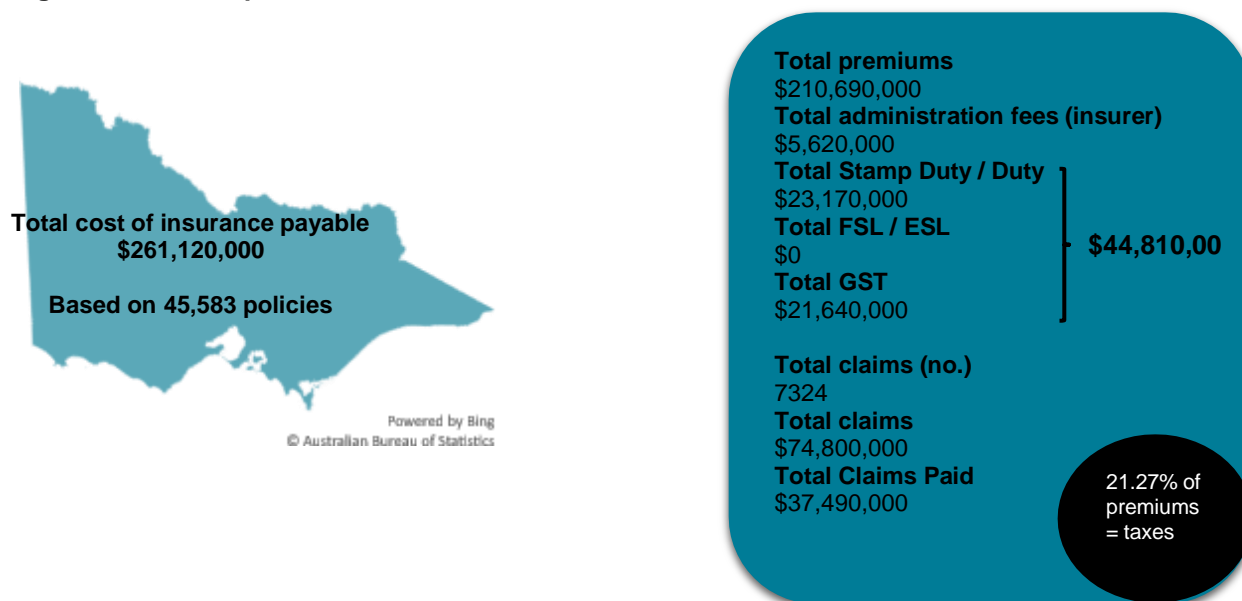 Total cost of insurance payable
$261,120,000
Based on 45,583 policies
Powered by Bing
© Australian Bureau of Statistics
Total premiums
$210,690,000
Total administration fees (insurer)
$5,620,000
Total Stamp Duty / Duty
$23,170,000
Total FSL / ESL
$0
Total GST
$21,640,000
$44,810,00
Total claims (no.)
7324
Total claims
$74,800,000
Total Claims Paid
$37,490,000
21.27% of
premiums
= taxes